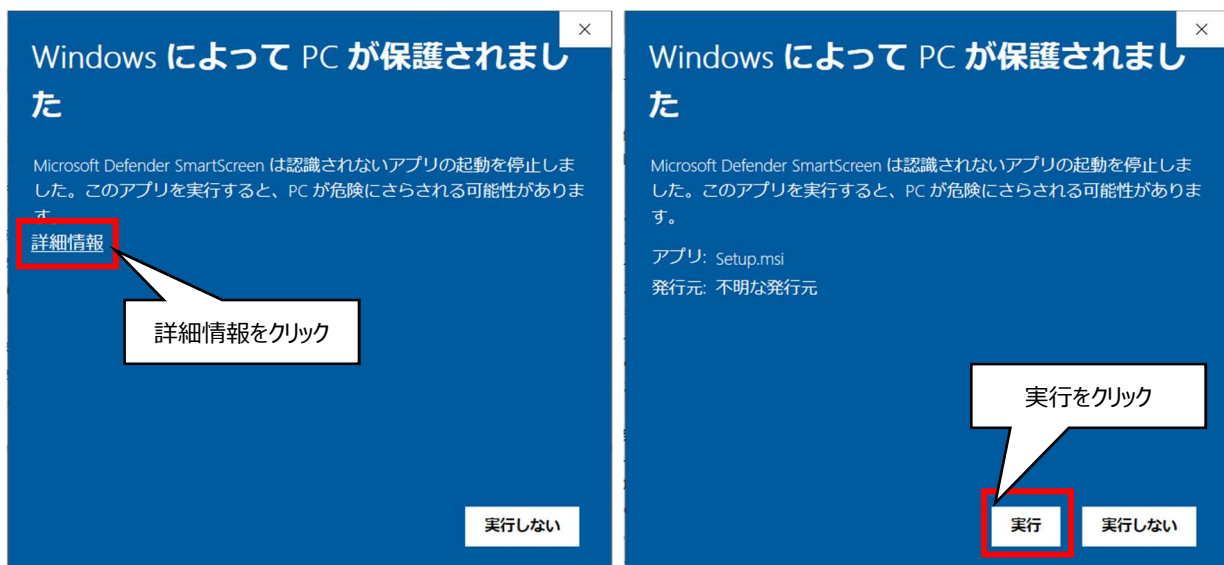 Windows によって PC が保護されまし
た
Microsoft Defender SmartScreen は認識されないアプリの起動を停止しま
した。このアプリを実行すると、PC が危険にさらされる可能性がありま
す。
詳細情報
詳細情報をクリック
実行しない
Windows によって PC が保護されまし
た
Microsoft Defender SmartScreen は認識されないアプリの起動を停止しま
した。このアプリを実行すると、PC が危険にさらされる可能性がありま
す。
アプリ: Setup.msi
発行元: 不明な発行元
実行をクリック
実行
実行しない